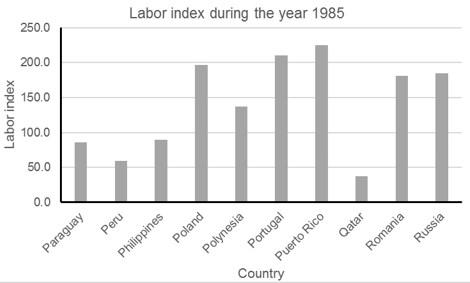 Labor index during the year 1985
250.0
200.0
150.0
100.0
50.0
0.0
Labor index
Paraguay
Peru
Philippines
Poland
Polynesia
Portugal
Puerto Rico
Qatar
Romania
Russia
Country